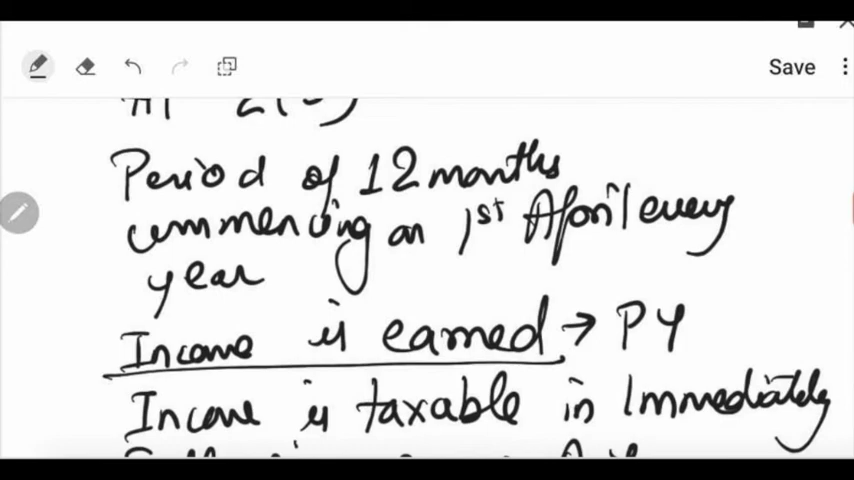 Save
Period of 12 months
commencing on 1st April every
year
Income is earned → PY
Income is taxable in Immediately